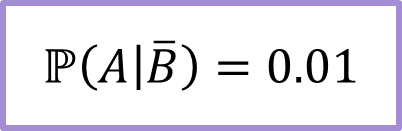 ℙ(A|B̅) = 0.01